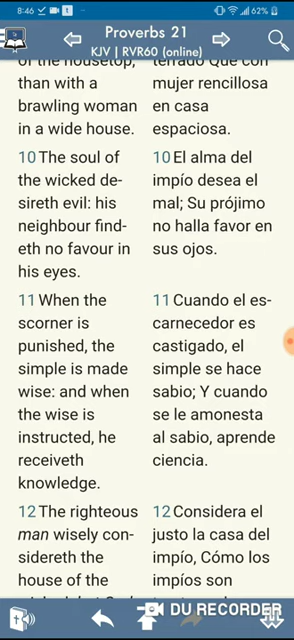 8:46
62%
Proverbs 21
KJV | RVR60 (online)
of the housetop,
than with a
brawling woman
in a wide house.
10 The soul of
the wicked de-
sireth evil: his
neighbour find-
eth no favour in
his eyes.
11 When the
scorner is
punished, the
simple is made
wise: and when
the wise is
instructed, he
receiveth
knowledge.
12 The righteous
man wisely con-
sidereth the
house of the
terrado Que con
mujer rencillosa
en casa
espaciosa.
10 El alma del
impío desea el
mal; Su prójimo
no halla favor en
sus ojos.
11 Cuando el es-
carnecedor es
castigado, el
simple se hace
sabio; Y cuando
se le amonesta
al sabio, aprende
ciencia.
12 Considera el
justo la casa del
impío, Cómo los
impíos son
DU RECORDER